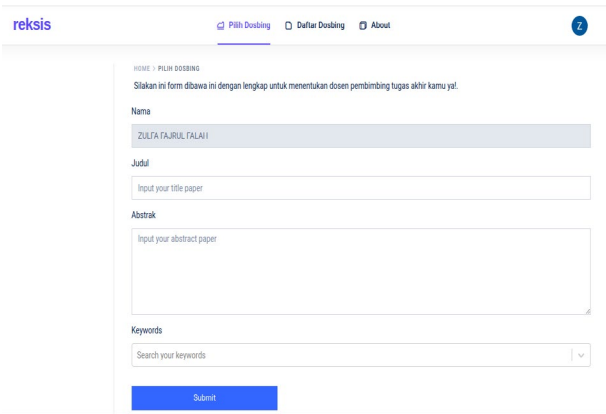 reksis
Pilih Dosbing
Daftar Dosbing
About
Z
HOME > PILIH DOSBING
Silakan ini form dibawa ini dengan lengkap untuk menentukan dosen pembimbing tugas akhir kamu ya!.
Nama
Judul
Input your title paper
Abstrak
Input your abstract paper
Keywords
Search your keywords
Submit